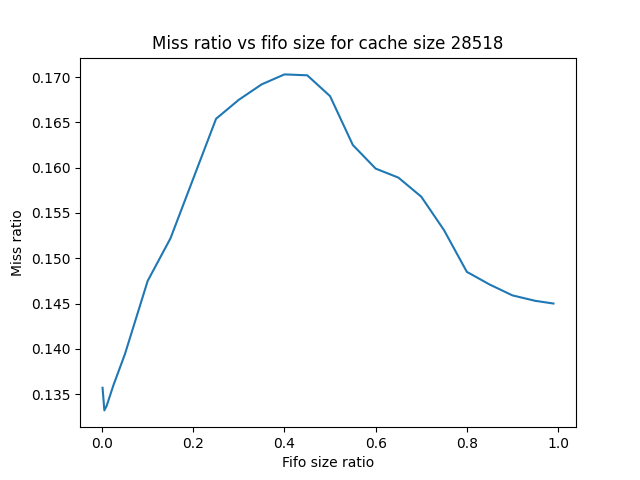 Miss ratio vs fifo size for cache size 28518
0.170
0.165
0.160
0.155
0.150
0.145
0.140
0.135
Miss ratio
0.0 0.2 0.4 0.6 0.8 1.0
Fifo size ratio